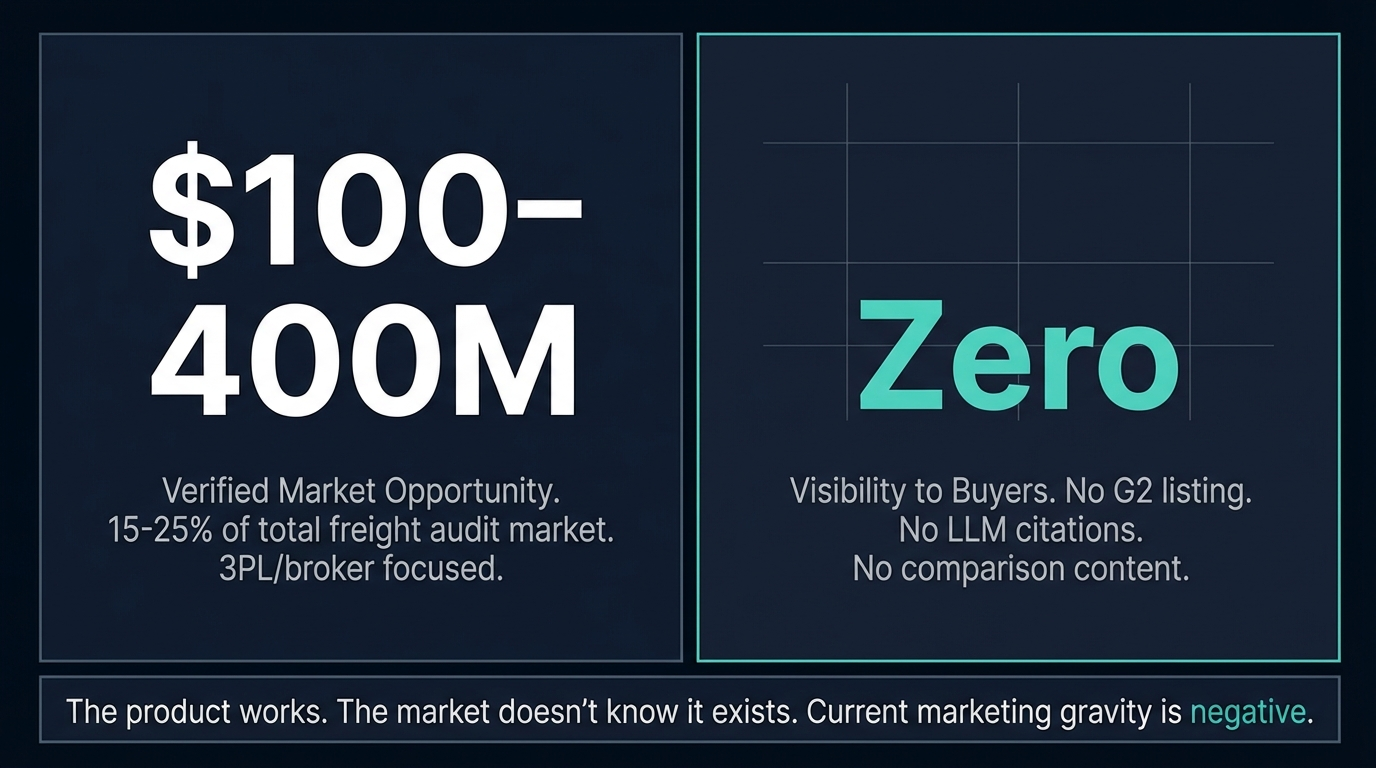 $100–
400M
Verified Market Opportunity.
15-25% of total freight audit market.
3PL/broker focused.
Zero
Visibility to Buyers. No G2 listing.
No LLM citations.
No comparison content.
The product works. The market doesn’t know it exists. Current marketing gravity is negative.